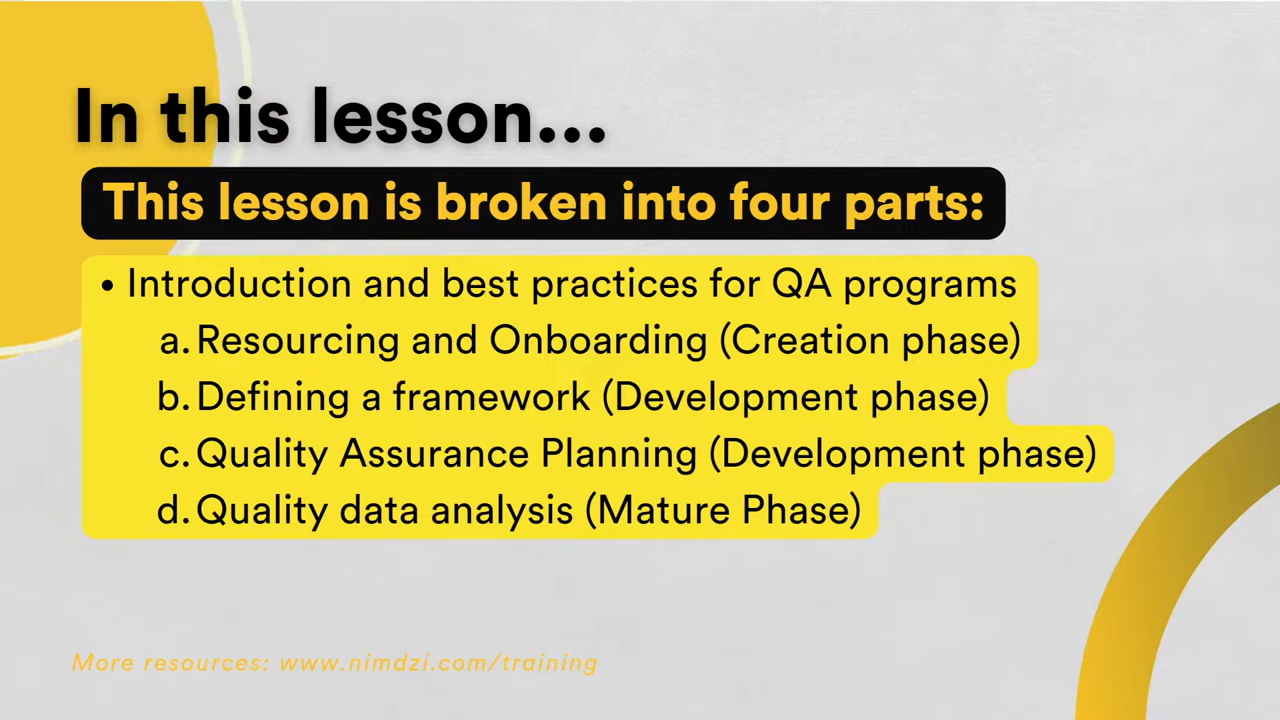 In this lesson...
This lesson is broken into four parts:
• Introduction and best practices for QA programs
a. Resourcing and Onboarding (Creation phase)
b. Defining a framework (Development phase)
c. Quality Assurance Planning (Development phase)
d. Quality data analysis (Mature Phase)
More resources: www.nimdzi.com/training